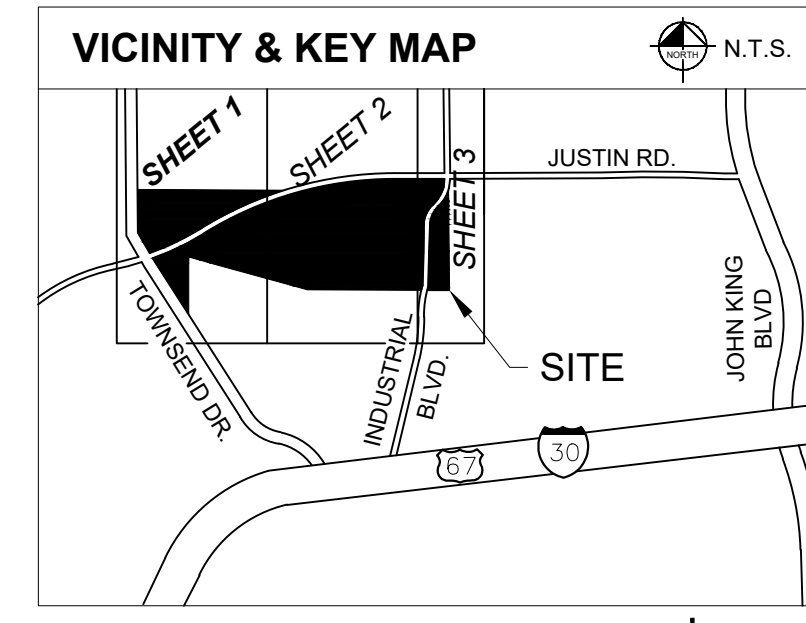 VICINITY & KEY MAP
NORTH
N.T.S.
SHEET 1
SHEET 2
SHEET 3
JUSTIN RD.
TOWNSEND DR.
INDUSTRIAL
BLVD.
JOHN KING
BLVD
SITE
67
30